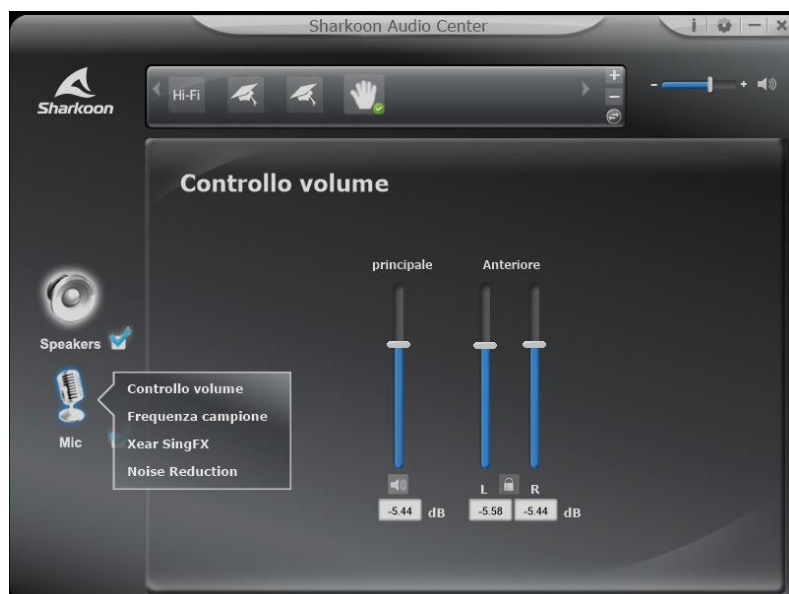 Sharkoon Audio Center
Sharkoon
Hi-Fi
Controllo volume
principale
Anteriore
Speakers
Mic
Controllo volume
Frequenza campione
Xear SingFX
Noise Reduction
L R
-5.44 dB -5.58 -5.44 dB